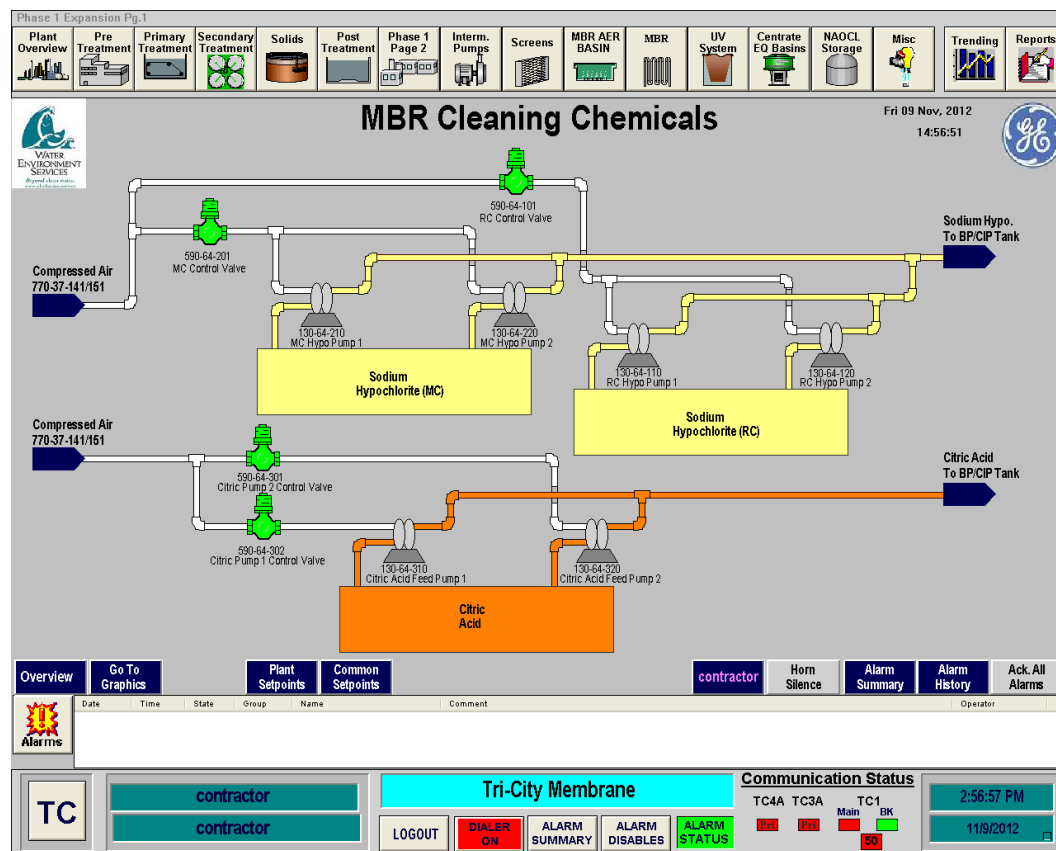 Phase 1 Expansion Pg.1
Plant
Overview
Pre
Treatment
Primary
Treatment
Secondary
Treatment
Solids
Post
Treatment
Phase 1
Page 2
Interm.
Pumps
Screens
MBR AER
BASIN
MBR
UV
System
Centrate
EQ Basins
NAOCL
Storage
Misc
Trending
Reports
WATER
ENVIRONMENT
SERVICES
MBR Cleaning Chemicals
Fri 09 Nov, 2012
14:56:51
GE
590-64-101
RC Control Valve
590-64-201
MC Control Valve
Sodium Hypo.
To BP/CIP Tank
Compressed Air
770-37-141/151
130-64-210
MC Hypo Pump 1
130-64-220
MC Hypo Pump 2
130-64-110
RC Hypo Pump 1
130-64-120
RC Hypo Pump 2
Sodium
Hypochlorite (MC)
Sodium
Hypochlorite (RC)
Compressed Air
770-37-141/151
590-64-301
Citric Pump 2 Control Valve
590-64-302
Citric Pump 1 Control Valve
Citric Acid
To BP/CIP Tank
130-64-310
Citric Acid Feed Pump 1
130-64-320
Citric Acid Feed Pump 2
Citric
Acid
Overview
Go To
Graphics
Plant
Setpoints
Common
Setpoints
contractor
Horn
Silence
Alarm
Summary
Alarm
History
Ack. All
Alarms
Alarms
Date Time State Group Name Comment Operator
TC
contractor
contractor
Tri-City Membrane
LOGOUT
DIALER
ON
ALARM
SUMMARY
ALARM
DISABLES
ALARM
STATUS
Communication Status
TC4A TC3A TC1
Main BK
Pri Pri
50
2:56:57 PM
11/9/2012